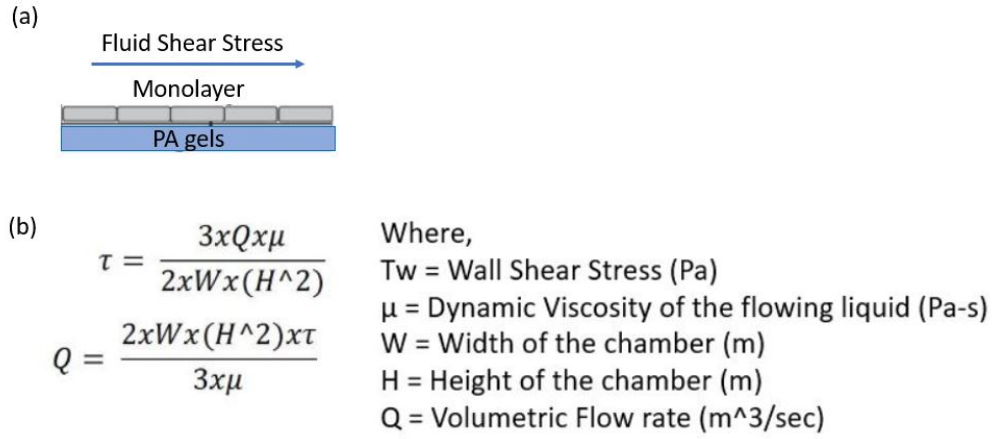 (a)
Fluid Shear Stress
Monolayer
PA gels
(b)
τ = 3xQxμ / 2xWx(H^2)
Q = 2xWx(H^2)xτ / 3xμ
Where,
Tw = Wall Shear Stress (Pa)
μ = Dynamic Viscosity of the flowing liquid (Pa-s)
W = Width of the chamber (m)
H = Height of the chamber (m)
Q = Volumetric Flow rate (m^3/sec)